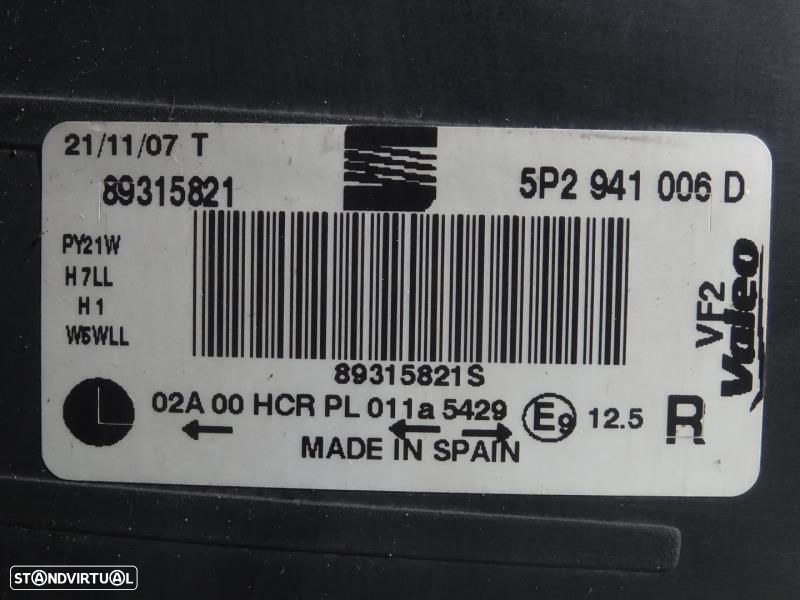 21/11/07 T
89315821
5P2 941 006 D
PY21W
H7LL
H1
W5WLL
89315821S
VF2
Valeo
02A 00 HCR PL 011a 5429 E9 12.5 R
MADE IN SPAIN
STANDVIRTUAL